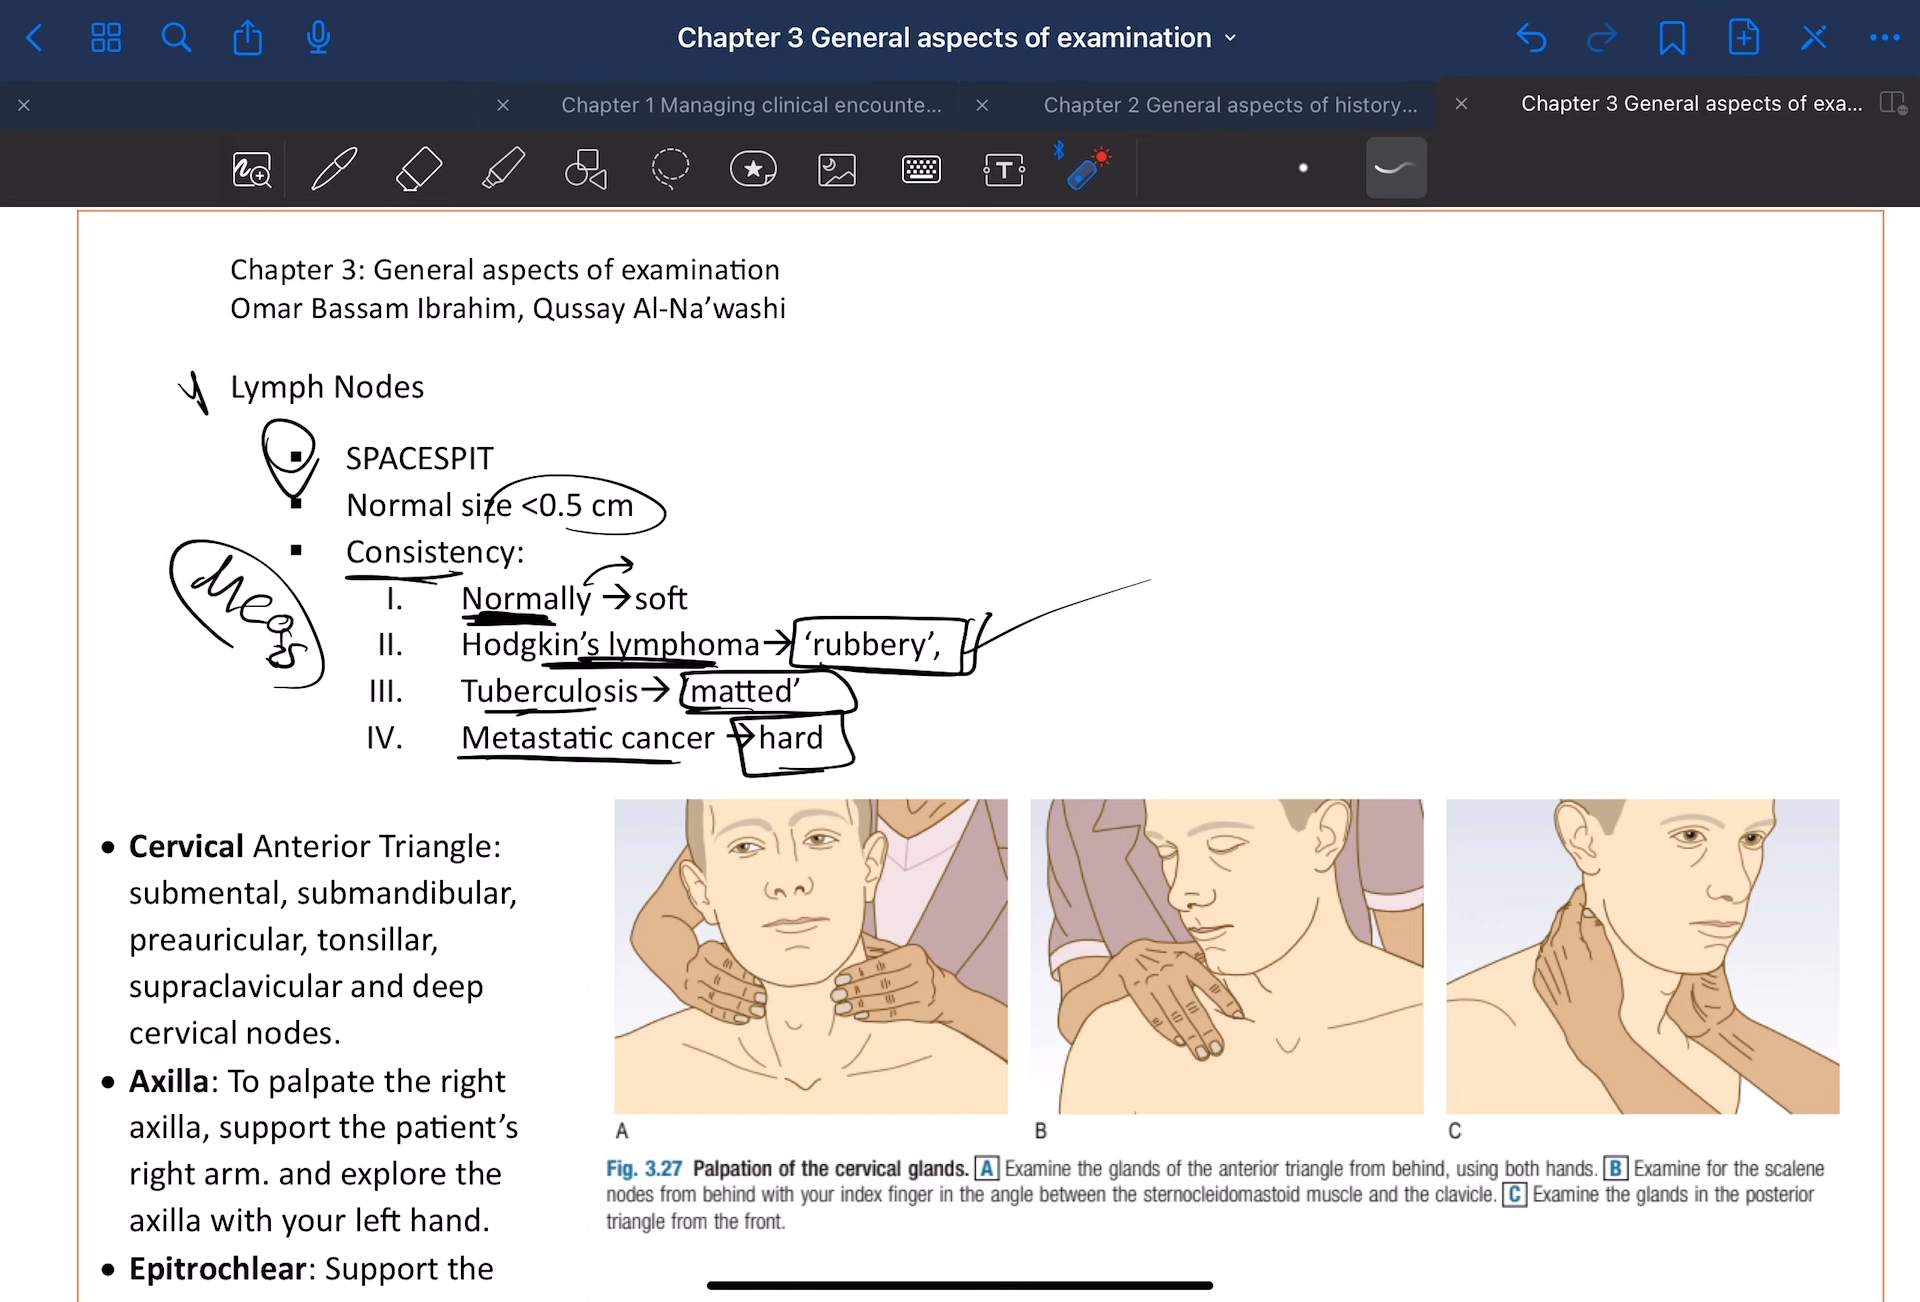 Chapter 3 General aspects of examination
Chapter 1 Managing clinical encounte...
Chapter 2 General aspects of history...
Chapter 3 General aspects of exa...
T
Chapter 3: General aspects of examination
Omar Bassam Ibrahim, Qussay Al-Na’washi
Lymph Nodes
▪ SPACESPIT
▪ Normal size <0.5 cm
▪ Consistency:
I. Normally →soft
II. Hodgkin’s lymphoma→ ‘rubbery’,
III. Tuberculosis→ ‘matted’
IV. Metastatic cancer →hard
• Cervical Anterior Triangle:
submental, submandibular,
preauricular, tonsillar,
supraclavicular and deep
cervical nodes.
• Axilla: To palpate the right
axilla, support the patient’s
right arm. and explore the
axilla with your left hand.
• Epitrochlear: Support the
A
B
C
Fig. 3.27 Palpation of the cervical glands. A Examine the glands of the anterior triangle from behind, using both hands. B Examine for the scalene
nodes from behind with your index finger in the angle between the sternocleidomastoid muscle and the clavicle. C Examine the glands in the posterior
triangle from the front.